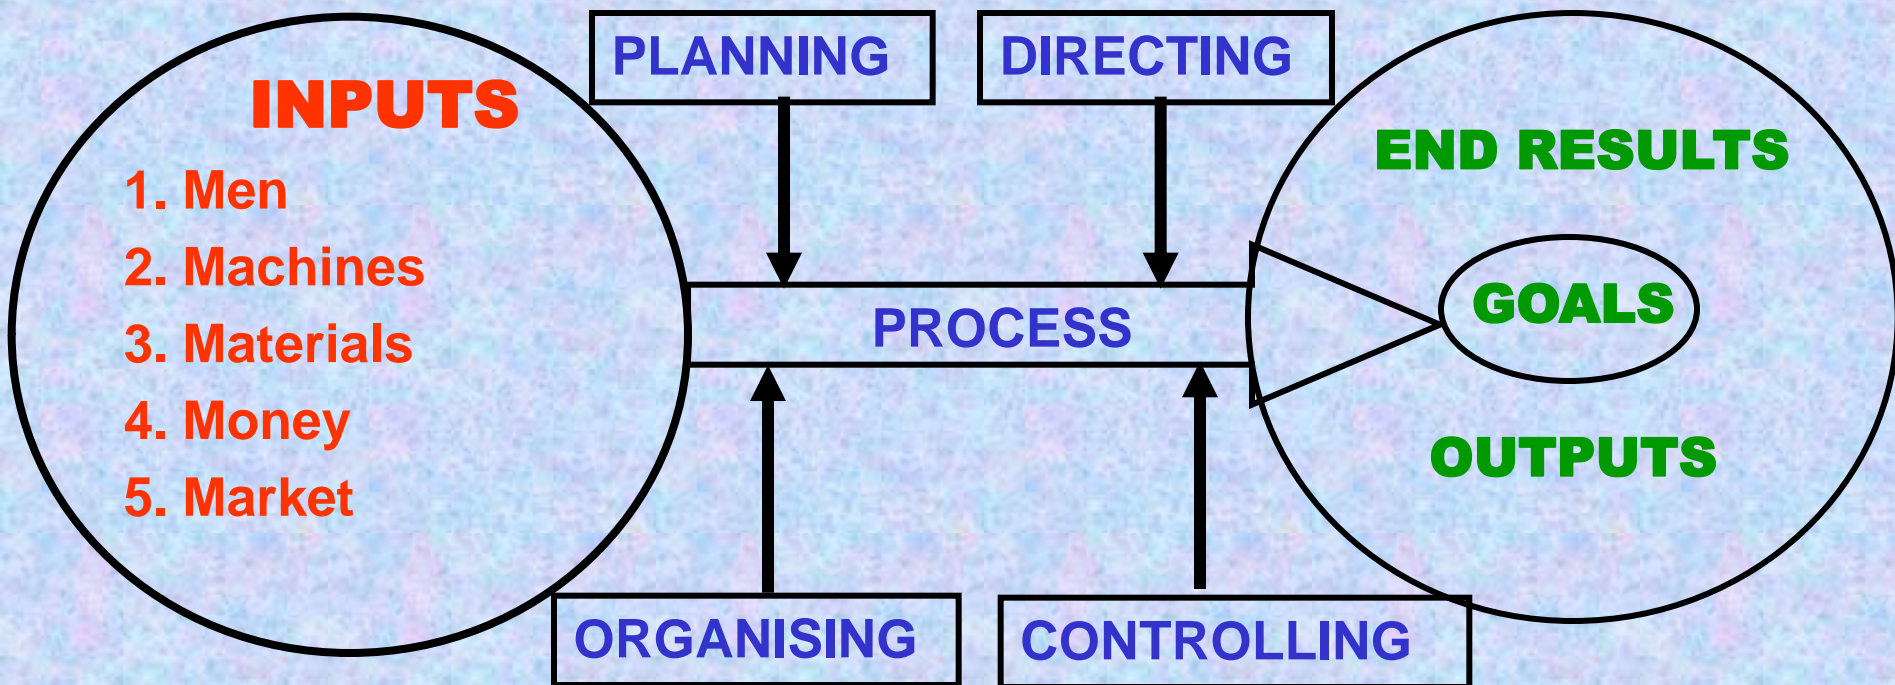 INPUTS
1. Men
2. Machines
3. Materials
4. Money
5. Market
PLANNING
DIRECTING
PROCESS
ORGANISING
CONTROLLING
END RESULTS
GOALS
OUTPUTS